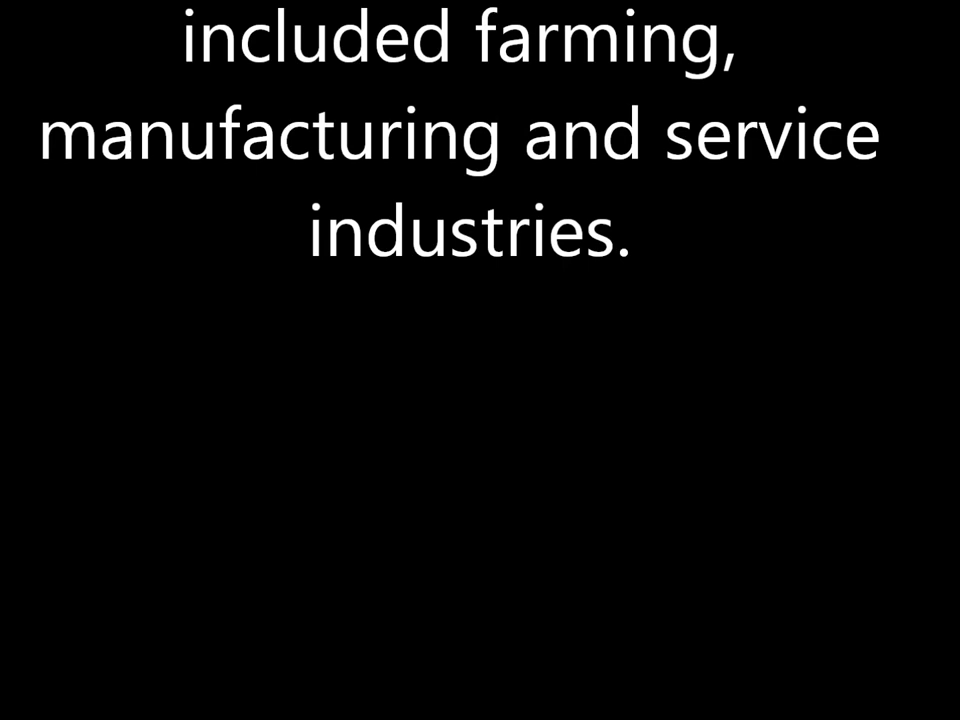 included farming,
manufacturing and service
industries.